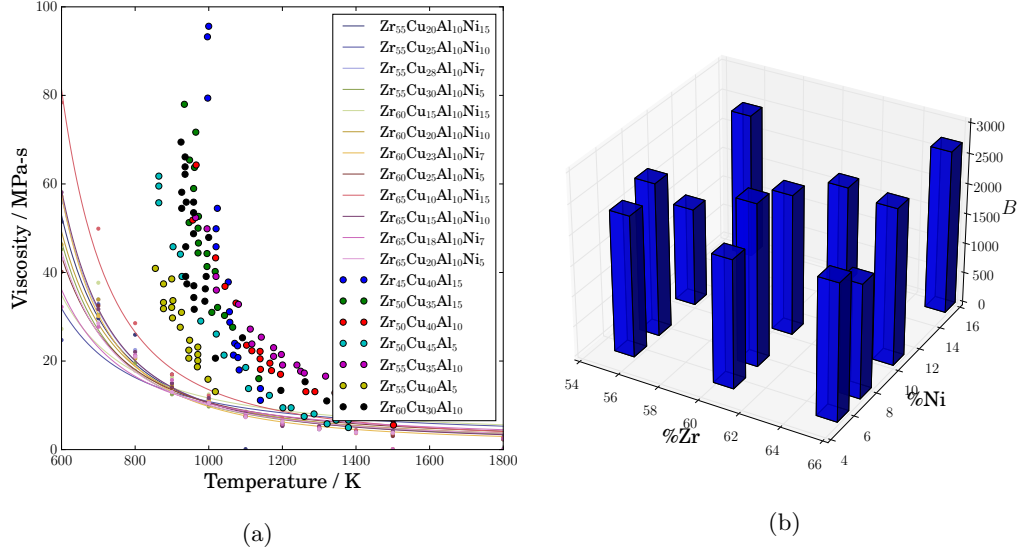 100
80
60
40
20
0
Viscosity / MPa-s
600
800
1000
1200
1400
1600
1800
Temperature / K
Zr₅₅Cu₂₀Al₁₀Ni₁₅
Zr₅₅Cu₂₅Al₁₀Ni₁₀
Zr₅₅Cu₂₈Al₁₀Ni₇
Zr₅₅Cu₃₀Al₁₀Ni₅
Zr₆₀Cu₁₅Al₁₀Ni₁₅
Zr₆₀Cu₂₀Al₁₀Ni₁₀
Zr₆₀Cu₂₃Al₁₀Ni₇
Zr₆₀Cu₂₅Al₁₀Ni₅
Zr₆₅Cu₁₀Al₁₀Ni₁₅
Zr₆₅Cu₁₅Al₁₀Ni₁₀
Zr₆₅Cu₁₈Al₁₀Ni₇
Zr₆₅Cu₂₀Al₁₀Ni₅
Zr₄₅Cu₄₀Al₁₅
Zr₅₀Cu₃₅Al₁₅
Zr₅₀Cu₄₀Al₁₀
Zr₅₀Cu₄₅Al₅
Zr₅₅Cu₃₅Al₁₀
Zr₅₅Cu₄₀Al₅
Zr₆₀Cu₃₀Al₁₀
(a)
3000
2500
2000
1500
1000
500
0
B
54
56
58
60
62
64
66
%Zr
4
6
8
10
12
14
16
%Ni
(b)